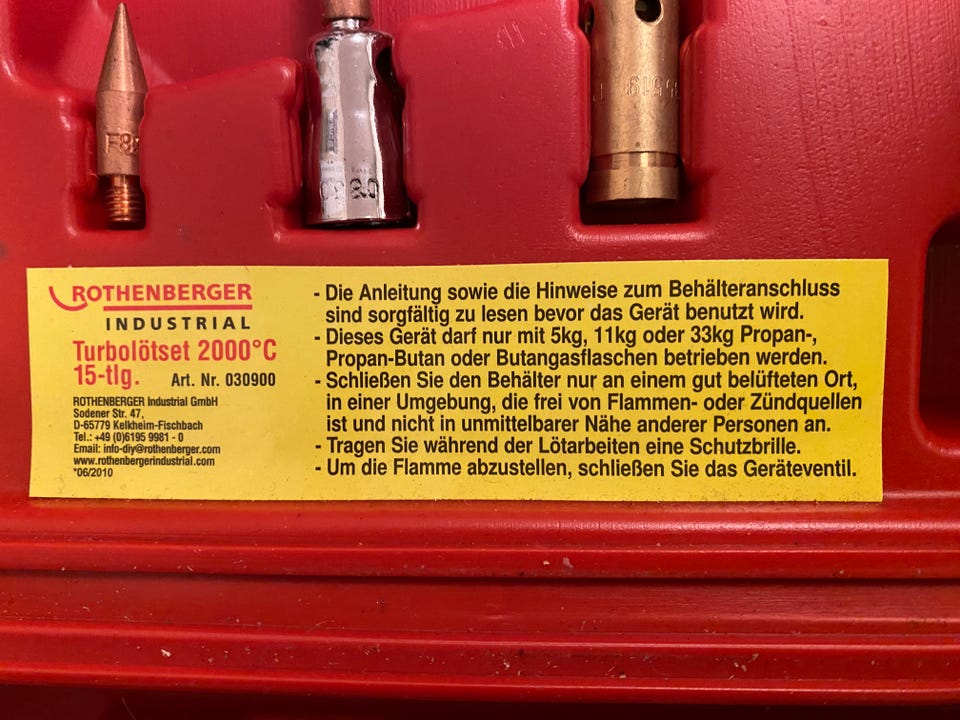 ROTHENBERGER
INDUSTRIAL
Turbolötset 2000°C
15-tlg. Art. Nr. 030900
ROTHENBERGER Industrial GmbH
Sodener Str. 47,
D-65779 Kelkheim-Fischbach
Tel.: +49 (0)6195 9981 - 0
Email: info-diy@rothenberger.com
www.rothenbergerindustrial.com
*06/2010
- Die Anleitung sowie die Hinweise zum Behälteranschluss
sind sorgfältig zu lesen bevor das Gerät benutzt wird.
- Dieses Gerät darf nur mit 5kg, 11kg oder 33kg Propan-,
Propan-Butan oder Butangasflaschen betrieben werden.
- Schließen Sie den Behälter nur an einem gut belüfteten Ort,
in einer Umgebung, die frei von Flammen- oder Zündquellen
ist und nicht in unmittelbarer Nähe anderer Personen an.
- Tragen Sie während der Lötarbeiten eine Schutzbrille.
- Um die Flamme abzustellen, schließen Sie das Geräteventil.